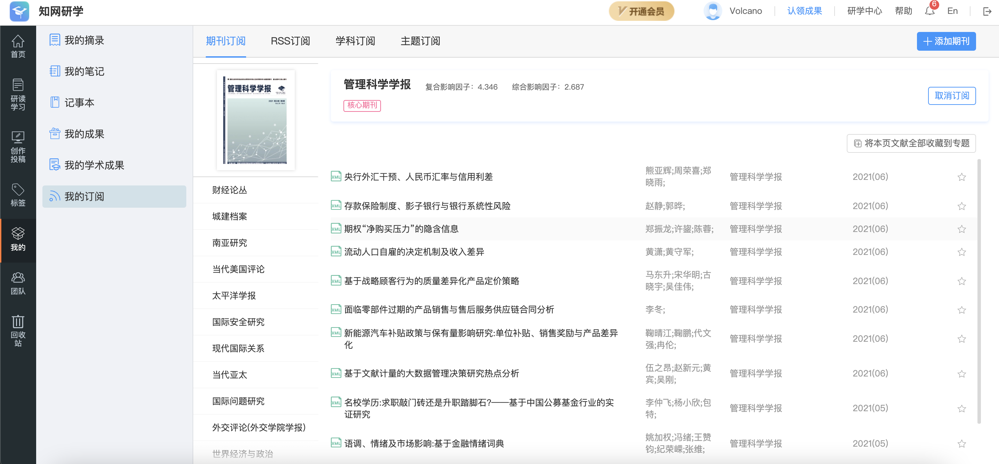 知网研学
开通会员
Volcano
认领成果
研学中心
帮助
6
En
首页
研读
学习
创作
投稿
标签
我的
团队
回收
站
我的摘录
我的笔记
记事本
我的成果
我的学术成果
我的订阅
期刊订阅
RSS订阅
学科订阅
主题订阅
添加期刊
管理科学学报
JOURNAL OF MANAGEMENT SCIENCES IN CHINA
财经论丛
城建档案
南亚研究
当代美国评论
太平洋学报
国际安全研究
现代国际关系
当代亚太
国际问题研究
外交评论(外交学院学报)
世界经济与政治
管理科学学报
复合影响因子：4.346
综合影响因子：2.687
核心期刊
取消订阅
将本页文献全部收藏到专题
XML 央行外汇干预、人民币汇率与信用利差
熊亚辉;周荣喜;郑
晓雨;
管理科学学报
2021(06)
XML 存款保险制度、影子银行与银行系统性风险
赵静;郭晔;
管理科学学报
2021(06)
XML 期权“净购买压力”的隐含信息
郑振龙;许鋆;陈蓉;
管理科学学报
2021(06)
XML 流动人口自雇的决定机制及收入差异
黄潇;黄守军;
管理科学学报
2021(06)
XML 基于战略顾客行为的质量差异化产品定价策略
马东升;宋华明;古
晓宇;吴佳伟;
管理科学学报
2021(06)
XML 面临零部件过期的产品销售与售后服务供应链合同分析
李冬;
管理科学学报
2021(06)
XML 新能源汽车补贴政策与保有量影响研究:单位补贴、销售奖励与产品差异
化
鞠晴江;鞠鹏;代文
强;冉伦;
管理科学学报
2021(06)
XML 基于文献计量的大数据管理决策研究热点分析
伍之昂;赵新元;黄
宾;吴刚;
管理科学学报
2021(06)
XML 名校学历:求职敲门砖还是升职踏脚石?——基于中国公募基金行业的实
证研究
李仲飞;杨小欣;包
特;
管理科学学报
2021(05)
XML 语调、情绪及市场影响:基于金融情绪词典
姚加权;冯绪;王赞
钧;纪荣嵘;张维;
管理科学学报
2021(05)